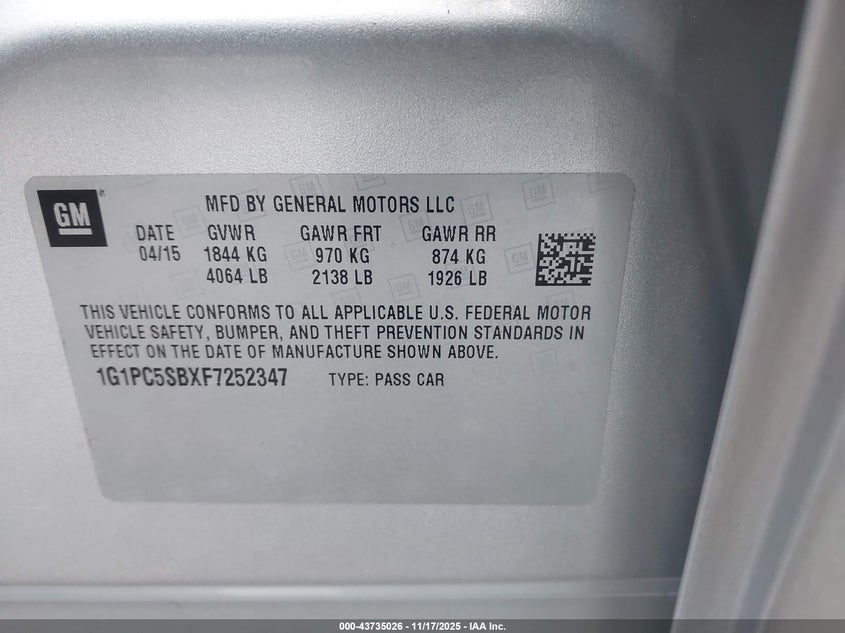 GM
®
MFD BY GENERAL MOTORS LLC
DATE GVWR GAWR FRT GAWR RR
04/15 1844 KG 970 KG 874 KG
4064 LB 2138 LB 1926 LB
THIS VEHICLE CONFORMS TO ALL APPLICABLE U.S. FEDERAL MOTOR
VEHICLE SAFETY, BUMPER, AND THEFT PREVENTION STANDARDS IN
EFFECT ON THE DATE OF MANUFACTURE SHOWN ABOVE.
1G1PC5SBXF7252347 TYPE: PASS CAR
000-43735026 - 11/17/2025 - IAA Inc.